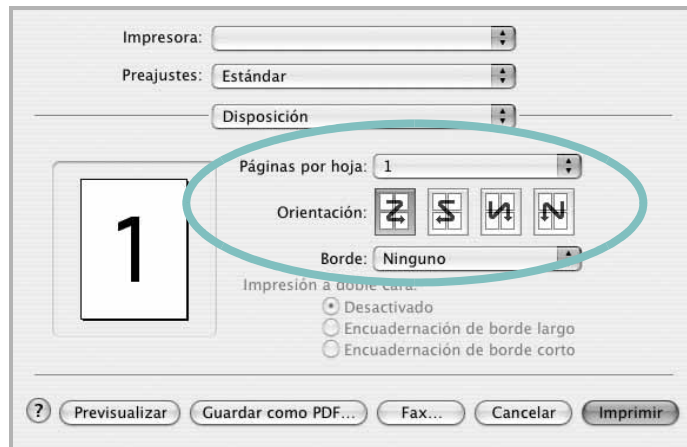 Impresora:
Preajustes: Estándar
Disposición
Páginas por hoja: 1
1
Orientación:
Borde: Ninguno
Impresión a doble cara:
Desactivado
Encuadernación de borde largo
Encuadernación de borde corto
? Previsualizar Guardar como PDF... Fax... Cancelar Imprimir